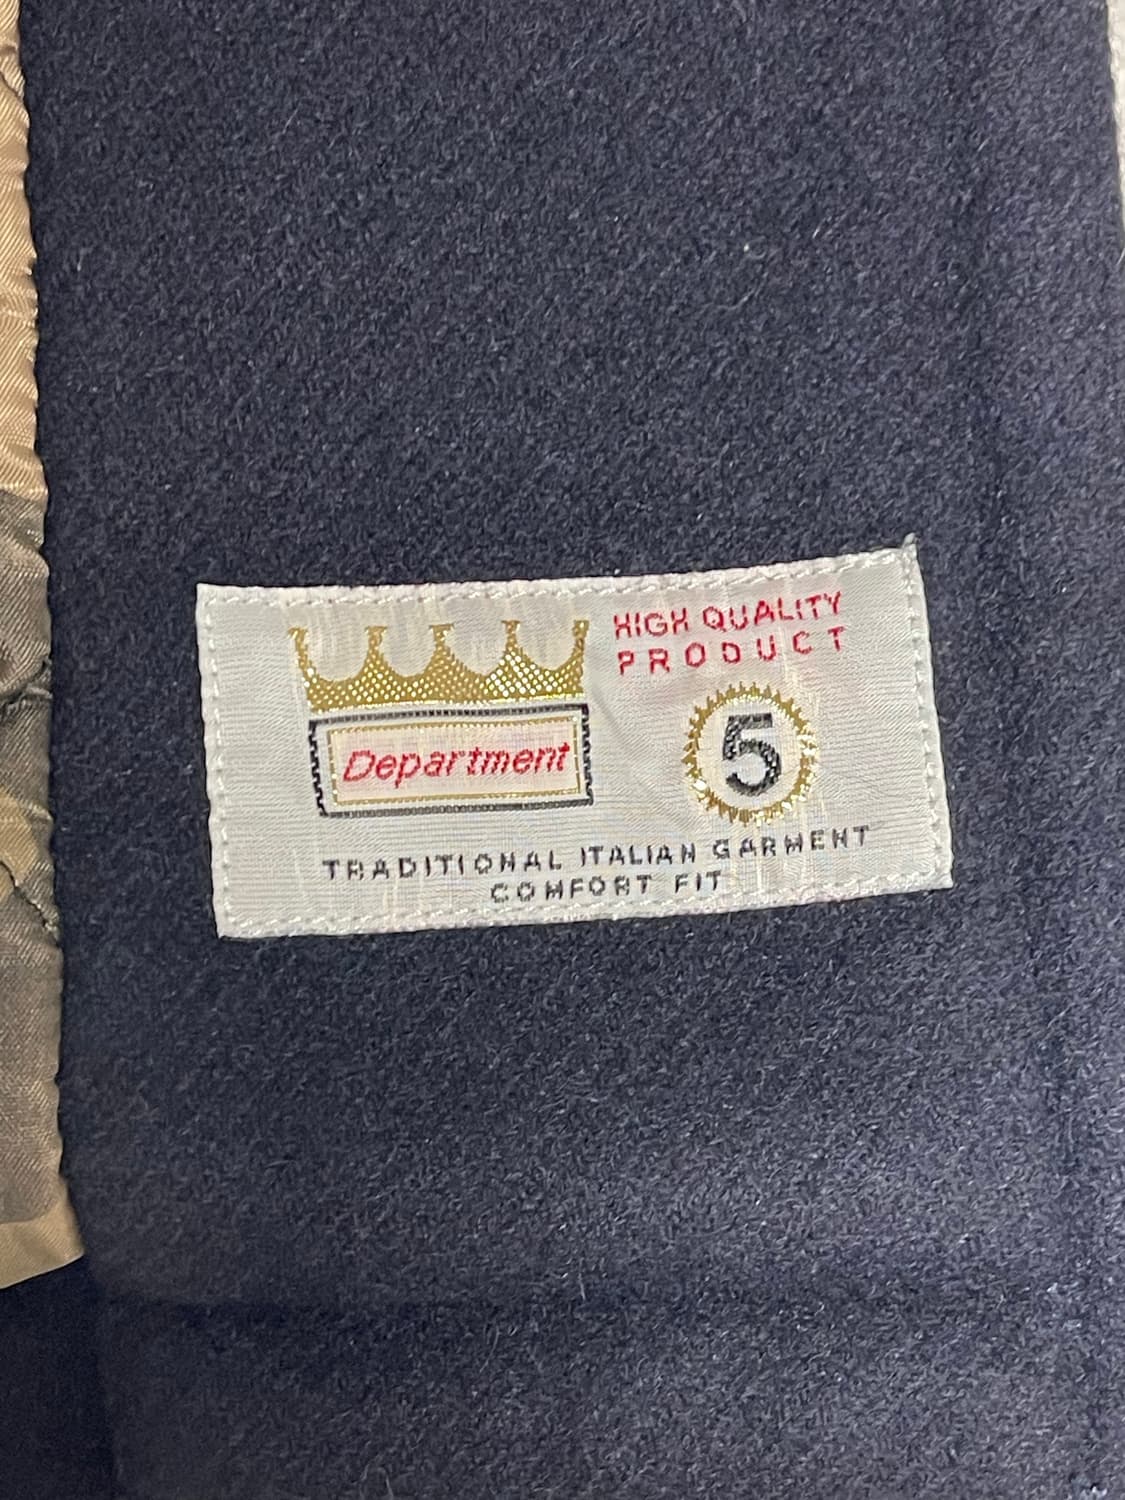 HIGH QUALITY
PRODUCT
Department
5
TRADITIONAL ITALIAN GARMENT
COMFORT FIT